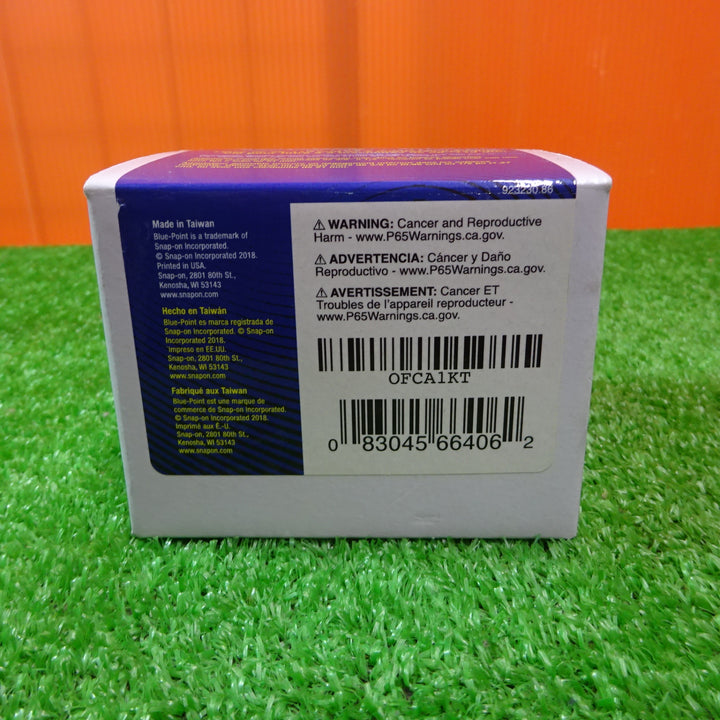 923230.86
Made in Taiwan
Blue-Point is a trademark of
Snap-on Incorporated.
© Snap-on Incorporated 2018.
Printed in USA.
Snap-on, 2801 80th St.,
Kenosha, WI 53143
www.snapon.com
Hecho en Taiwán
Blue-Point es marca registrada de
Snap-on Incorporated. © Snap-on
Incorporated 2018.
Impreso en EE.UU.
Snap-on, 2801 80th St.,
Kenosha, WI 53143
www.snapon.com
Fabriqué aux Taiwan
Blue-Point est une marque de
commerce de Snap-on Incorporated.
© Snap-on Incorporated 2018.
Imprimé aux É.-U.
Snap-on, 2801 80th St.,
Kenosha, WI 53143
www.snapon.com
⚠ WARNING: Cancer and Reproductive
Harm - www.P65Warnings.ca.gov.
⚠ ADVERTENCIA: Cáncer y Daño
Reproductivo - www.P65Warnings.ca.gov.
⚠ AVERTISSEMENT: Cancer ET
Troubles de l'appareil reproducteur -
www.P65Warnings.ca.gov.
OFCA1KT
0 83045 66406 2